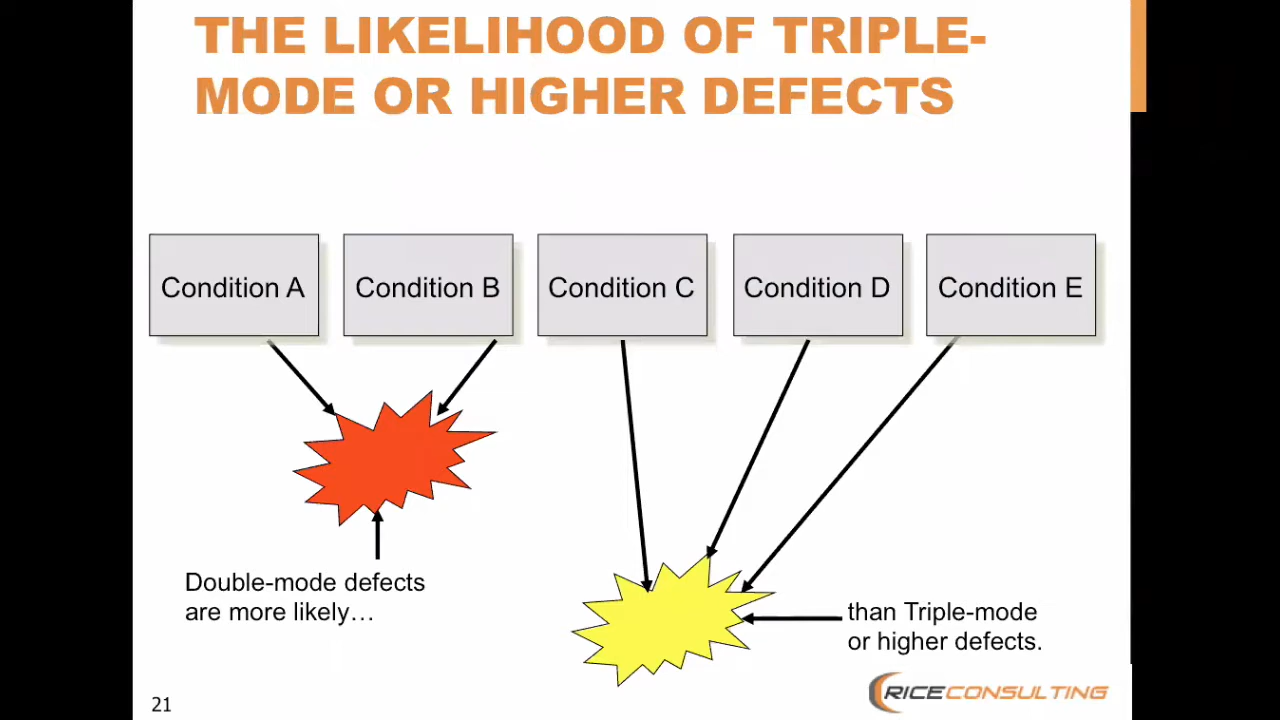 THE LIKELIHOOD OF TRIPLE-
MODE OR HIGHER DEFECTS
Condition A
Condition B
Condition C
Condition D
Condition E
Double-mode defects
are more likely…
than Triple-mode
or higher defects.
RICECONSULTING
21